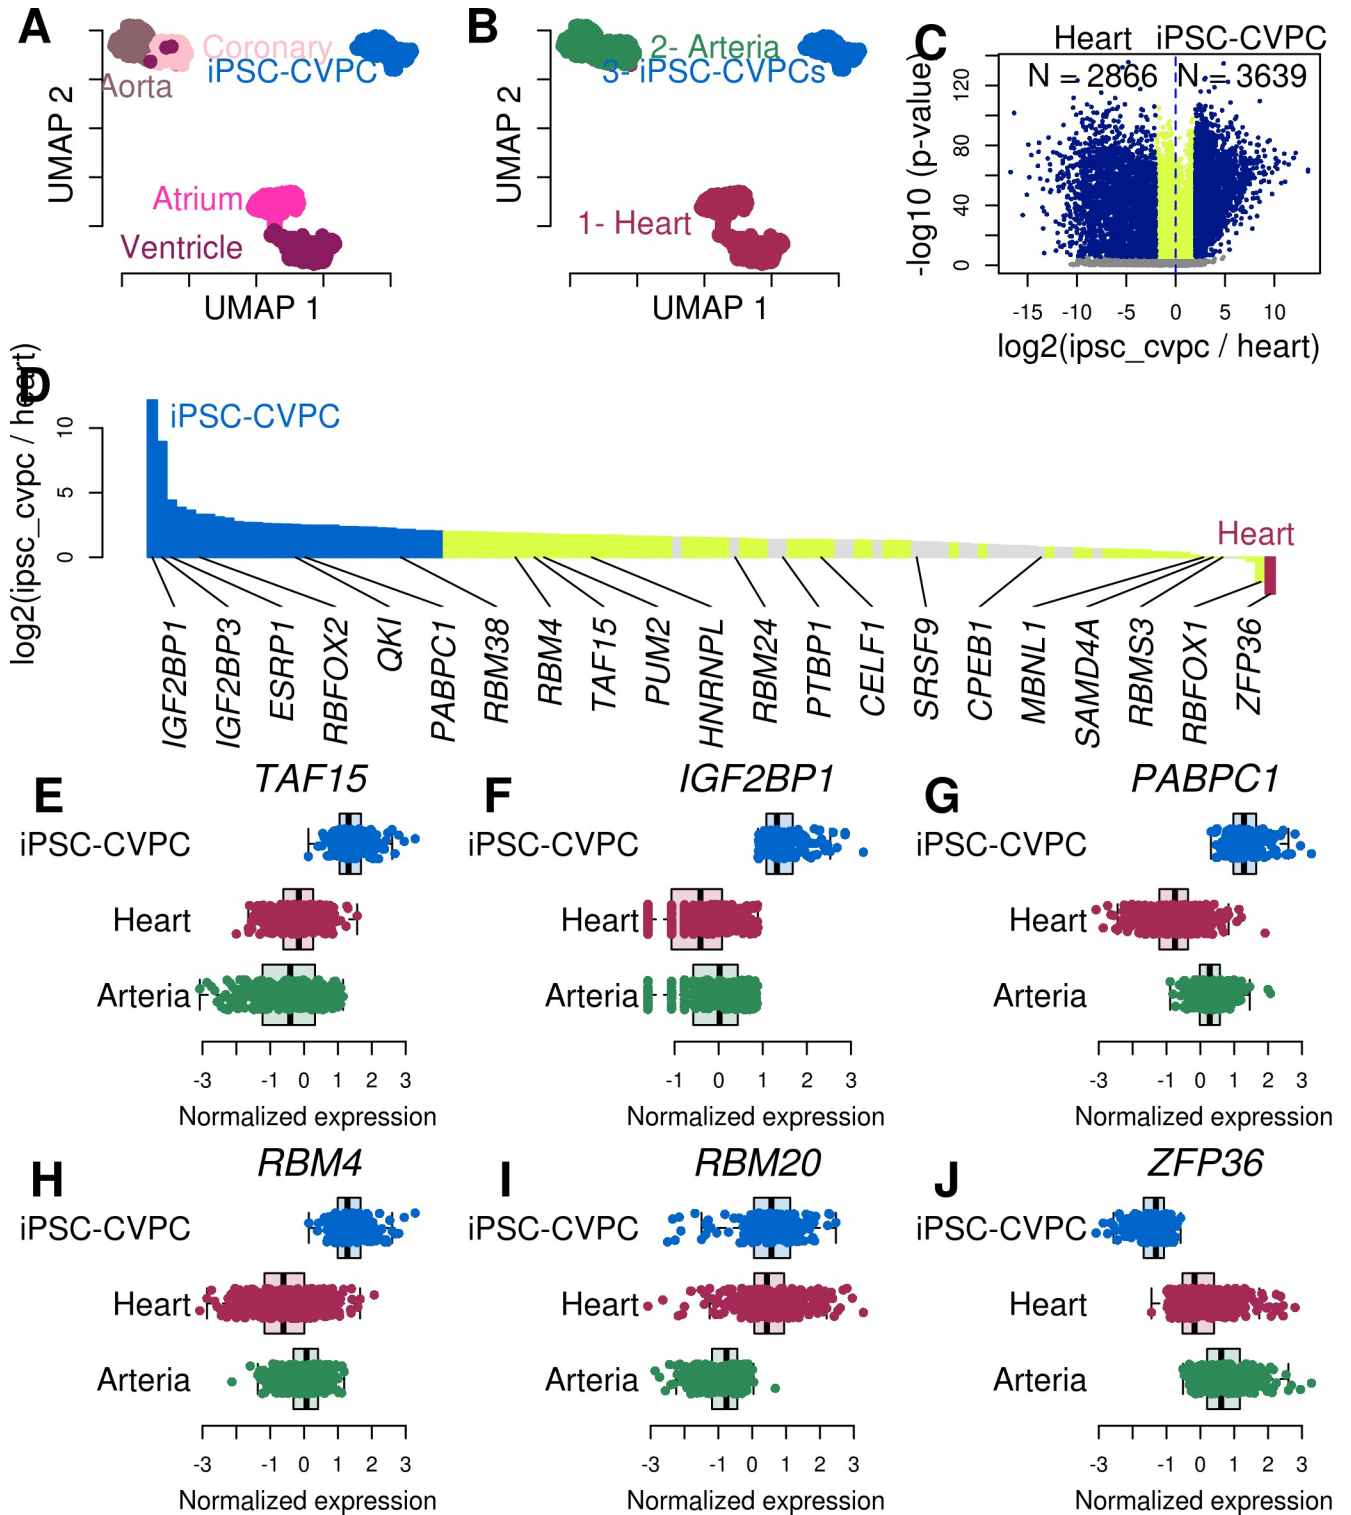 A
Coronary
iPSC-CVPC
Aorta
Atrium
Ventricle
UMAP 2
UMAP 1
B
2- Arteria
3- iPSC-CVPCs
1- Heart
UMAP 2
UMAP 1
C
Heart iPSC-CVPC
N = 2866 N = 3639
-log10 (p-value)
0 40 80 120
-15 -10 -5 0 5 10
log2(ipsc_cvpc / heart)
D
log2(ipsc_cvpc / heart)
0 5 10
iPSC-CVPC
Heart
IGF2BP1 IGF2BP3 ESRP1 RBFOX2 QKI PABPC1 RBM38 RBM4 TAF15 PUM2 HNRNPL RBM24 PTBP1 CELF1 SRSF9 CPEB1 MBNL1 SAMD4A RBMS3 RBFOX1 ZFP36
E
TAF15
iPSC-CVPC
Heart
Arteria
-3 -1 0 1 2 3
Normalized expression
F
IGF2BP1
iPSC-CVPC
Heart
Arteria
-1 0 1 2 3
Normalized expression
G
PABPC1
iPSC-CVPC
Heart
Arteria
-3 -1 0 1 2 3
Normalized expression
H
RBM4
iPSC-CVPC
Heart
Arteria
-3 -1 0 1 2 3
Normalized expression
I
RBM20
iPSC-CVPC
Heart
Arteria
-3 -1 0 1 2 3
Normalized expression
J
ZFP36
iPSC-CVPC
Heart
Arteria
-3 -1 0 1 2 3
Normalized expression